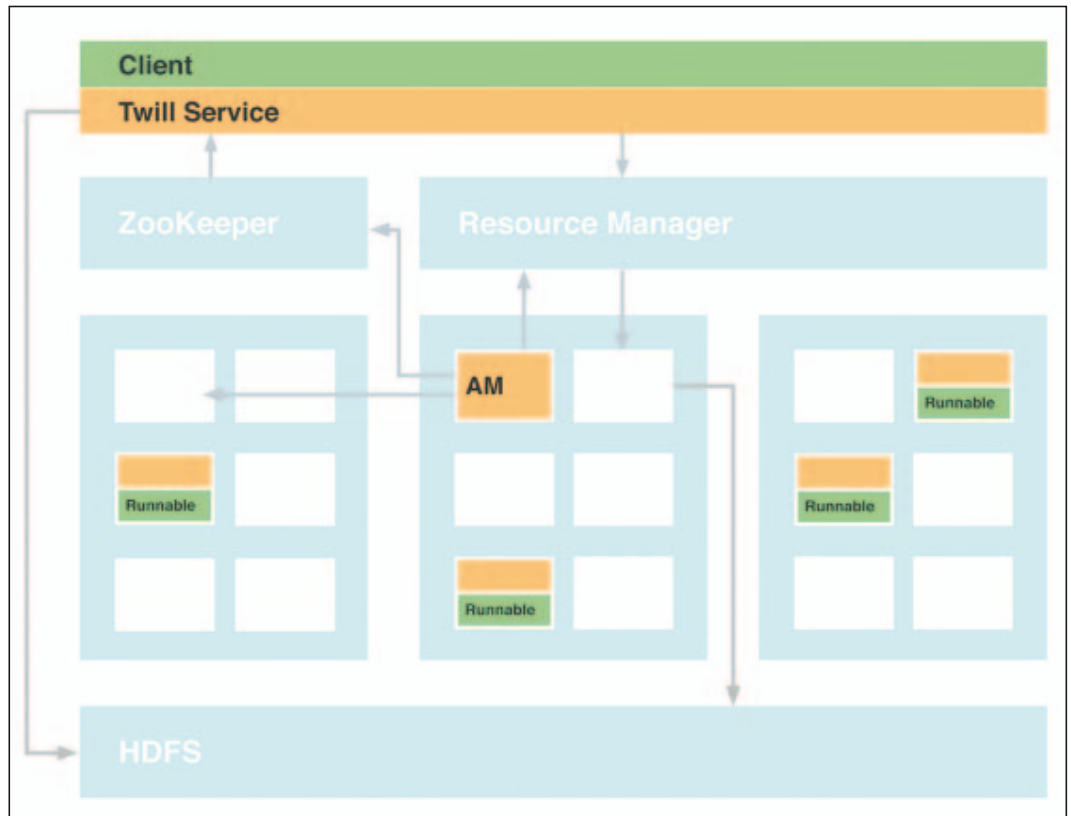 Client
Twill Service
ZooKeeper
Resource Manager
AM
Runnable
Runnable
Runnable
Runnable
HDFS